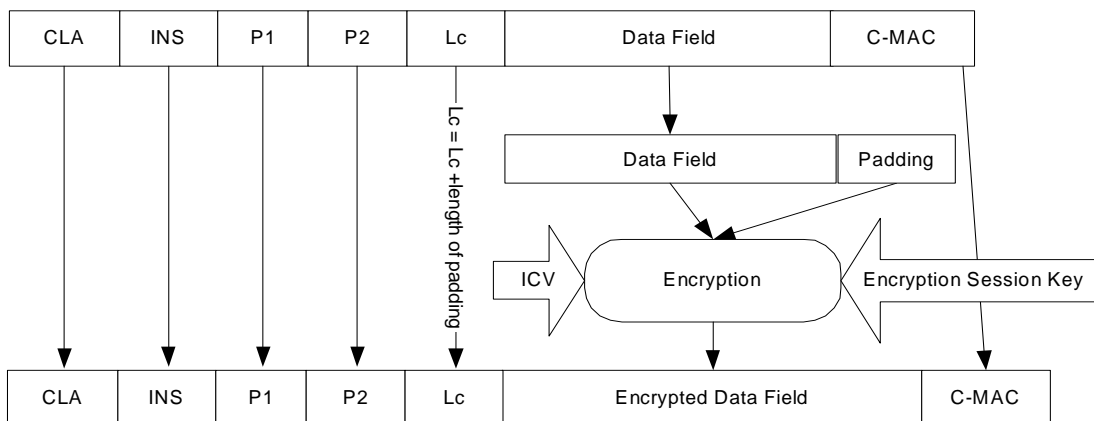 CLA INS P1 P2 Lc Data Field C-MAC
Lc = Lc +length of padding
Data Field Padding
ICV Encryption Encryption Session Key
CLA INS P1 P2 Lc Encrypted Data Field C-MAC